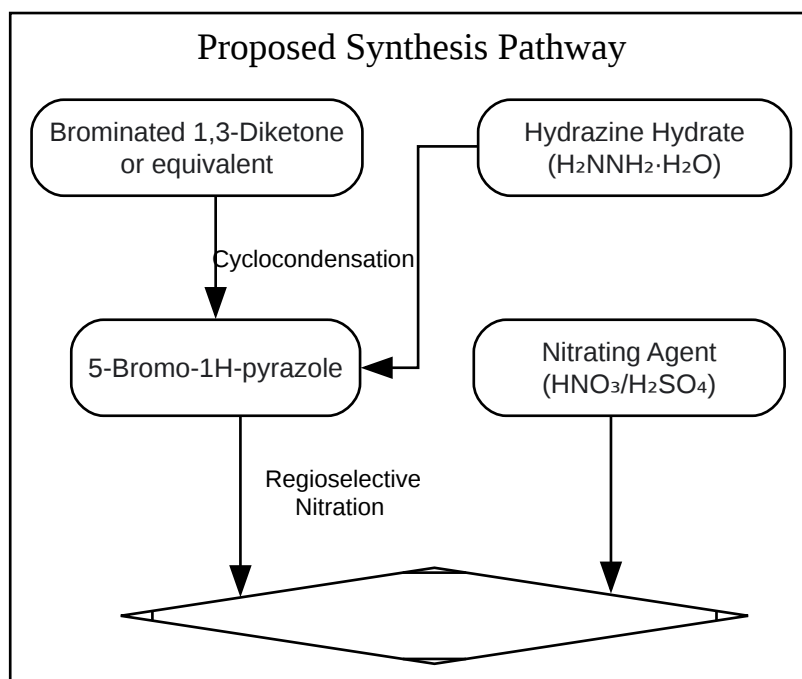 Proposed Synthesis Pathway
Brominated 1,3-Diketone
or equivalent
Hydrazine Hydrate
(H₂NNH₂·H₂O)
Cyclocondensation
5-Bromo-1H-pyrazole
Nitrating Agent
(HNO₃/H₂SO₄)
Regioselective
Nitration